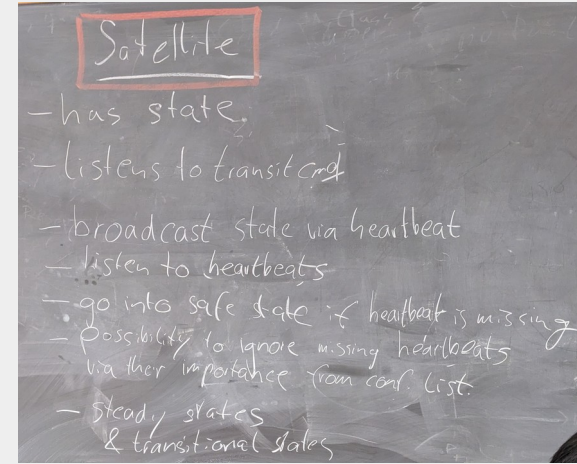 Satellite
- has state
- listens to transit cmd
- broadcast state via heartbeat
- listen to heartbeats
- go into safe state if heartbeat is missing
- possibility to ignore missing heartbeats
via their importance from conf. list.
- steady states
& transitional states